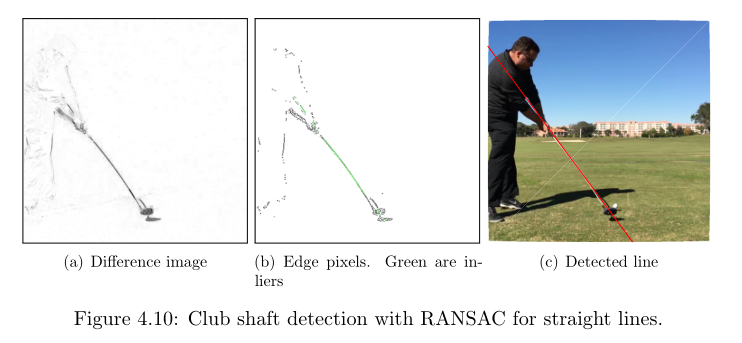 (a) Difference image
(b) Edge pixels. Green are in-
liers
(c) Detected line
Figure 4.10: Club shaft detection with RANSAC for straight lines.